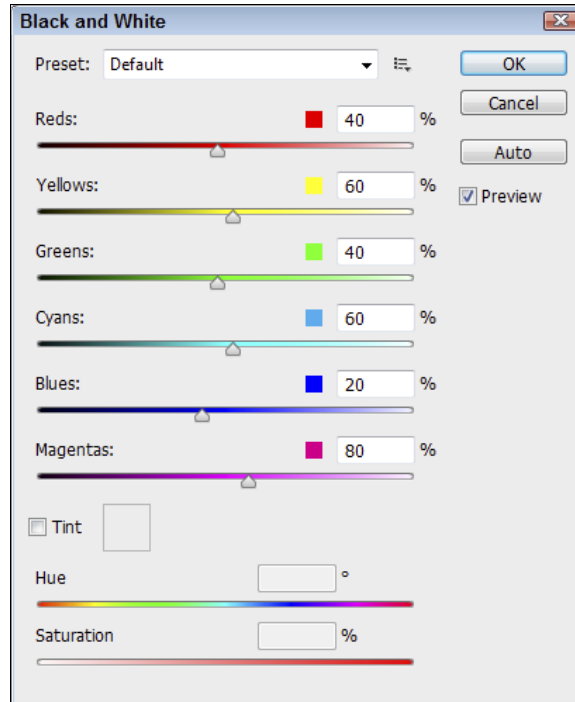 Black and White
Preset: Default
OK
Cancel
Auto
Preview
Reds: 40 %
Yellows: 60 %
Greens: 40 %
Cyans: 60 %
Blues: 20 %
Magentas: 80 %
Tint
Hue °
Saturation %